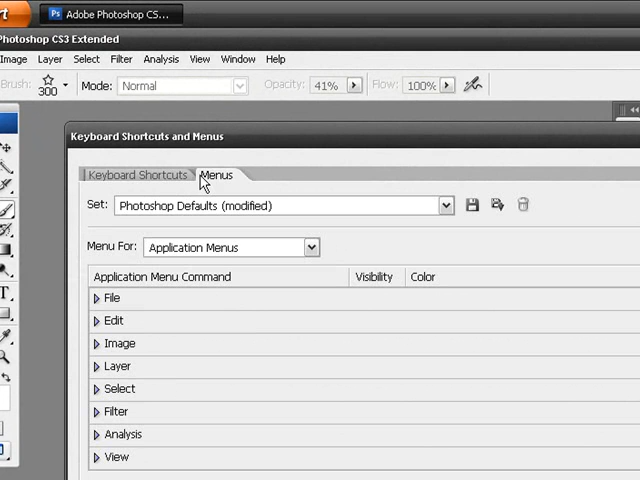 rt
Adobe Photoshop CS...
Photoshop CS3 Extended
Image Layer Select Filter Analysis View Window Help
Brush: 300 Mode: Normal Opacity: 41% Flow: 100%
Keyboard Shortcuts and Menus
Keyboard Shortcuts Menus
Set: Photoshop Defaults (modified)
Menu For: Application Menus
Application Menu Command Visibility Color
File
Edit
Image
Layer
Select
Filter
Analysis
View